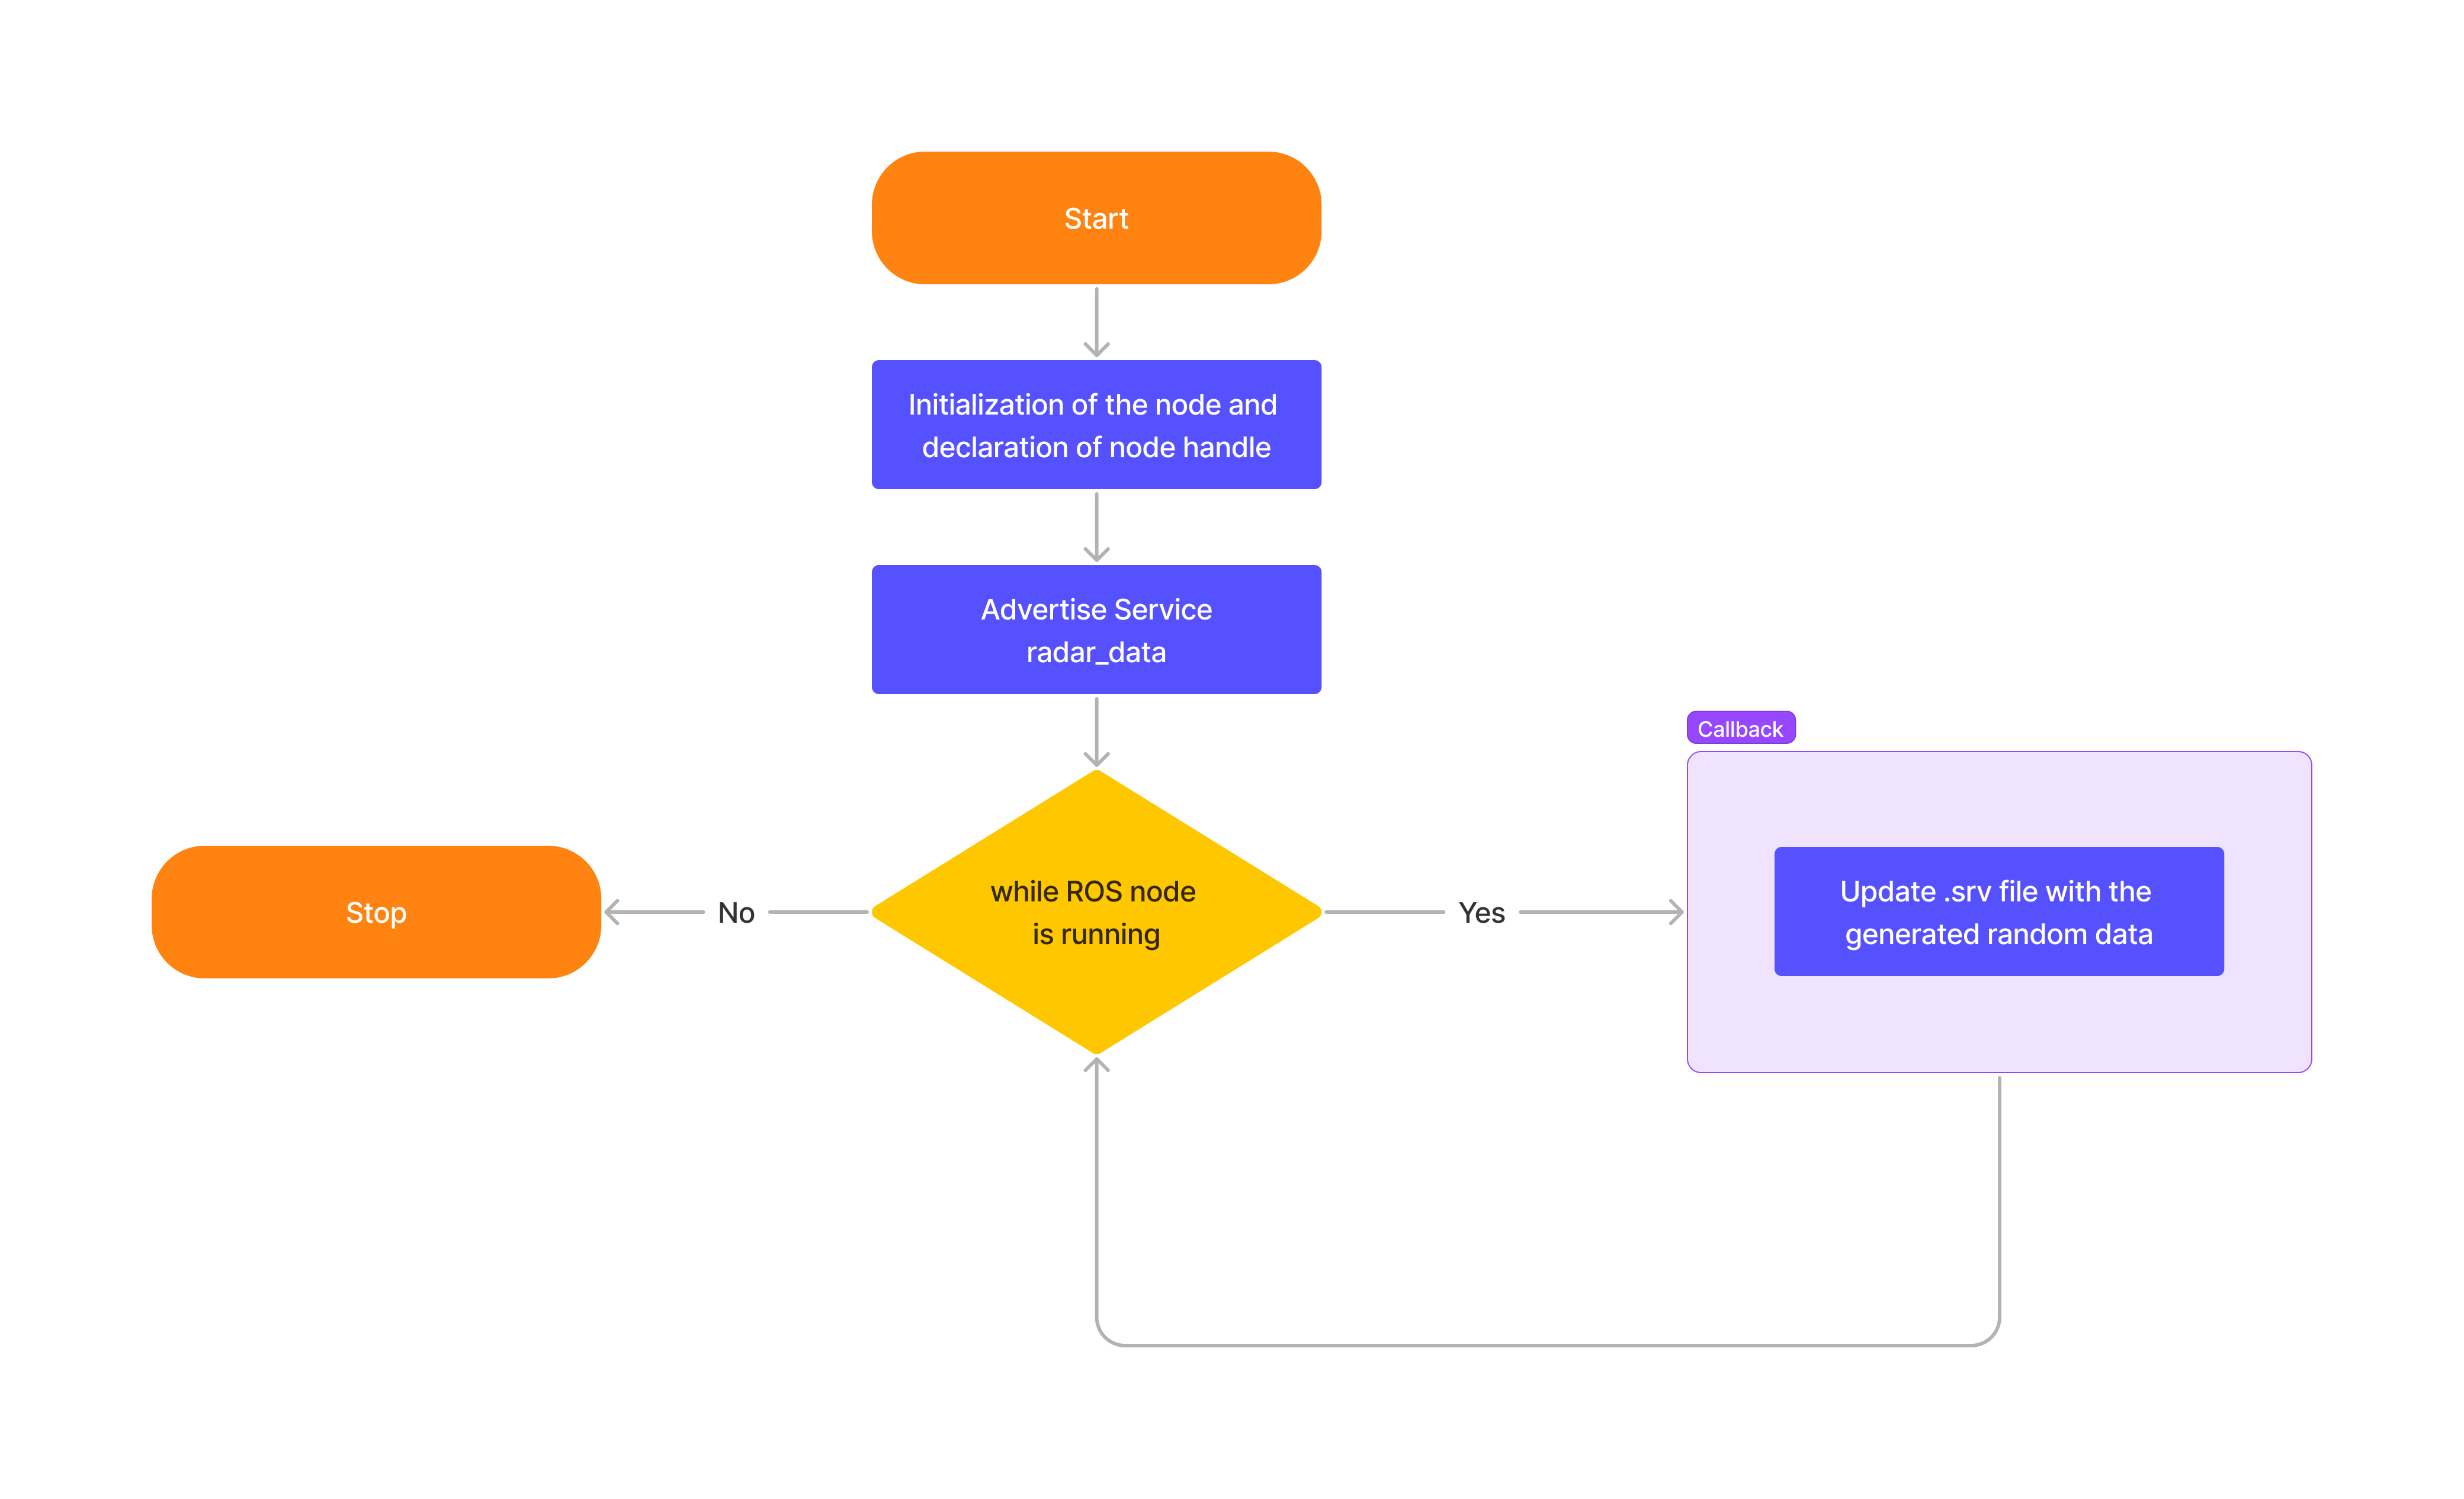 Start
Initialization of the node and
declaration of node handle
Advertise Service
radar_data
Callback
Stop
No
while ROS node
is running
Yes
Update .srv file with the
generated random data